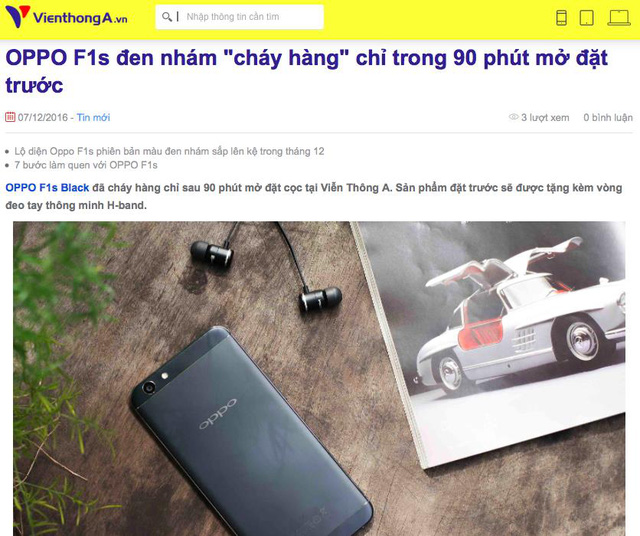 VienthongA.vn
Nhập thông tin cần tìm
OPPO F1s đen nhám "cháy hàng" chỉ trong 90 phút mở đặt
trước
07/12/2016 - Tin mới
3 lượt xem
0 bình luận
Lộ diện Oppo F1s phiên bản màu đen nhám sắp lên kệ trong tháng 12
7 bước làm quen với OPPO F1s
OPPO F1s Black đã cháy hàng chỉ sau 90 phút mở đặt cọc tại Viễn Thông A. Sản phẩm đặt trước sẽ được tặng kèm vòng
đeo tay thông minh H-band.
oppo